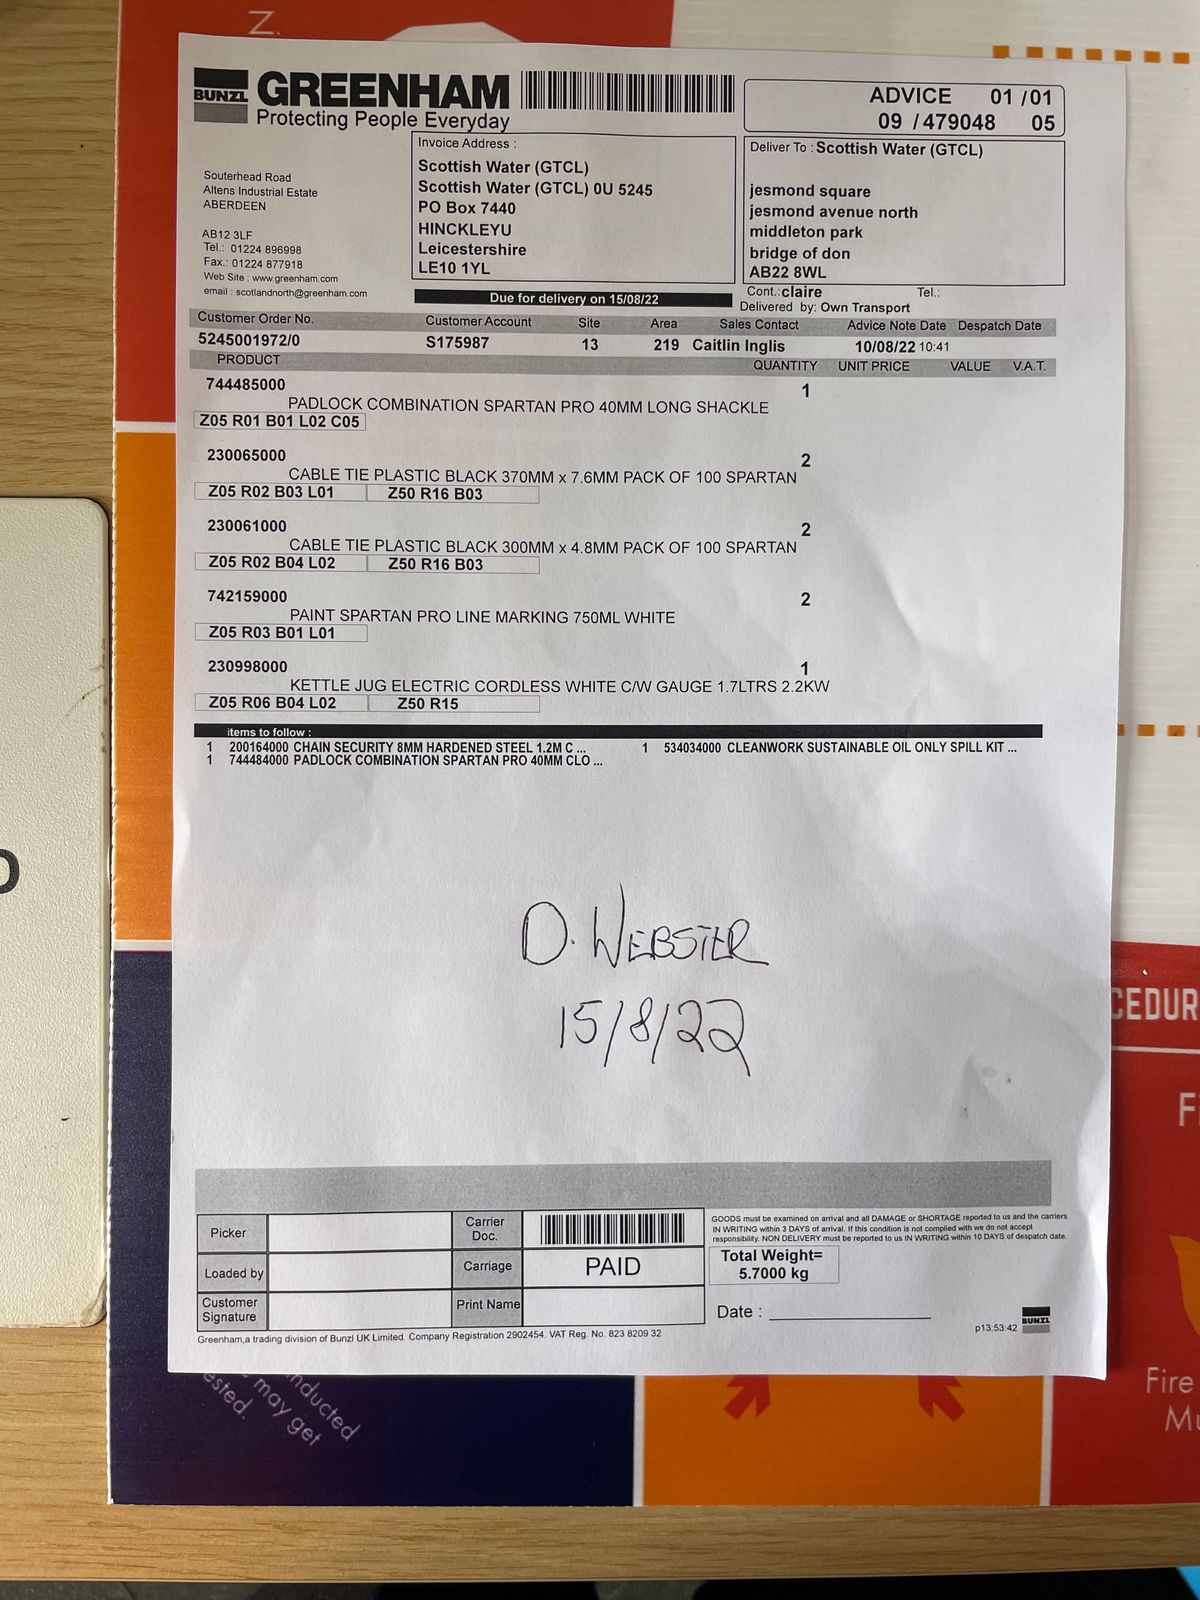 Z.
BUNZL GREENHAM
Protecting People Everyday
ADVICE 01 /01
09 /479048 05
Souterhead Road
Altens Industrial Estate
ABERDEEN
AB12 3LF
Tel.: 01224 896998
Fax.: 01224 877918
Web Site : www.greenham.com
email : scotlandnorth@greenham.com
Invoice Address :
Scottish Water (GTCL)
Scottish Water (GTCL) 0U 5245
PO Box 7440
HINCKLEYU
Leicestershire
LE10 1YL
Deliver To : Scottish Water (GTCL)
jesmond square
jesmond avenue north
middleton park
bridge of don
AB22 8WL
Due for delivery on 15/08/22
Cont.:claire Tel.:
Delivered by: Own Transport
Customer Order No. Customer Account Site Area Sales Contact Advice Note Date Despatch Date
5245001972/0 S175987 13 219 Caitlin Inglis 10/08/22 10:41
PRODUCT QUANTITY UNIT PRICE VALUE V.A.T.
744485000 1
PADLOCK COMBINATION SPARTAN PRO 40MM LONG SHACKLE
Z05 R01 B01 L02 C05
230065000 2
CABLE TIE PLASTIC BLACK 370MM x 7.6MM PACK OF 100 SPARTAN
Z05 R02 B03 L01 Z50 R16 B03
230061000 2
CABLE TIE PLASTIC BLACK 300MM x 4.8MM PACK OF 100 SPARTAN
Z05 R02 B04 L02 Z50 R16 B03
742159000 2
PAINT SPARTAN PRO LINE MARKING 750ML WHITE
Z05 R03 B01 L01
230998000 1
KETTLE JUG ELECTRIC CORDLESS WHITE C/W GAUGE 1.7LTRS 2.2KW
Z05 R06 B04 L02 Z50 R15
items to follow :
1 200164000 CHAIN SECURITY 8MM HARDENED STEEL 1.2M C ... 1 534034000 CLEANWORK SUSTAINABLE OIL ONLY SPILL KIT ...
1 744484000 PADLOCK COMBINATION SPARTAN PRO 40MM CLO ...
D. WEBSTER
15/8/22
Picker
Carrier Doc.
Loaded by
Carriage PAID
Customer Signature
Print Name
GOODS must be examined on arrival and all DAMAGE or SHORTAGE reported to us and the carriers
IN WRITING within 3 DAYS of arrival. If this condition is not complied with we do not accept
responsibility. NON DELIVERY must be reported to us IN WRITING within 10 DAYS of despatch date.
Total Weight=
5.7000 kg
Date :
p13:53:42 BUNZL
Greenham,a trading division of Bunzl UK Limited. Company Registration 2902454. VAT Reg. No. 823 8209 32
CEDUR
Fire
nducted
may get
ested.